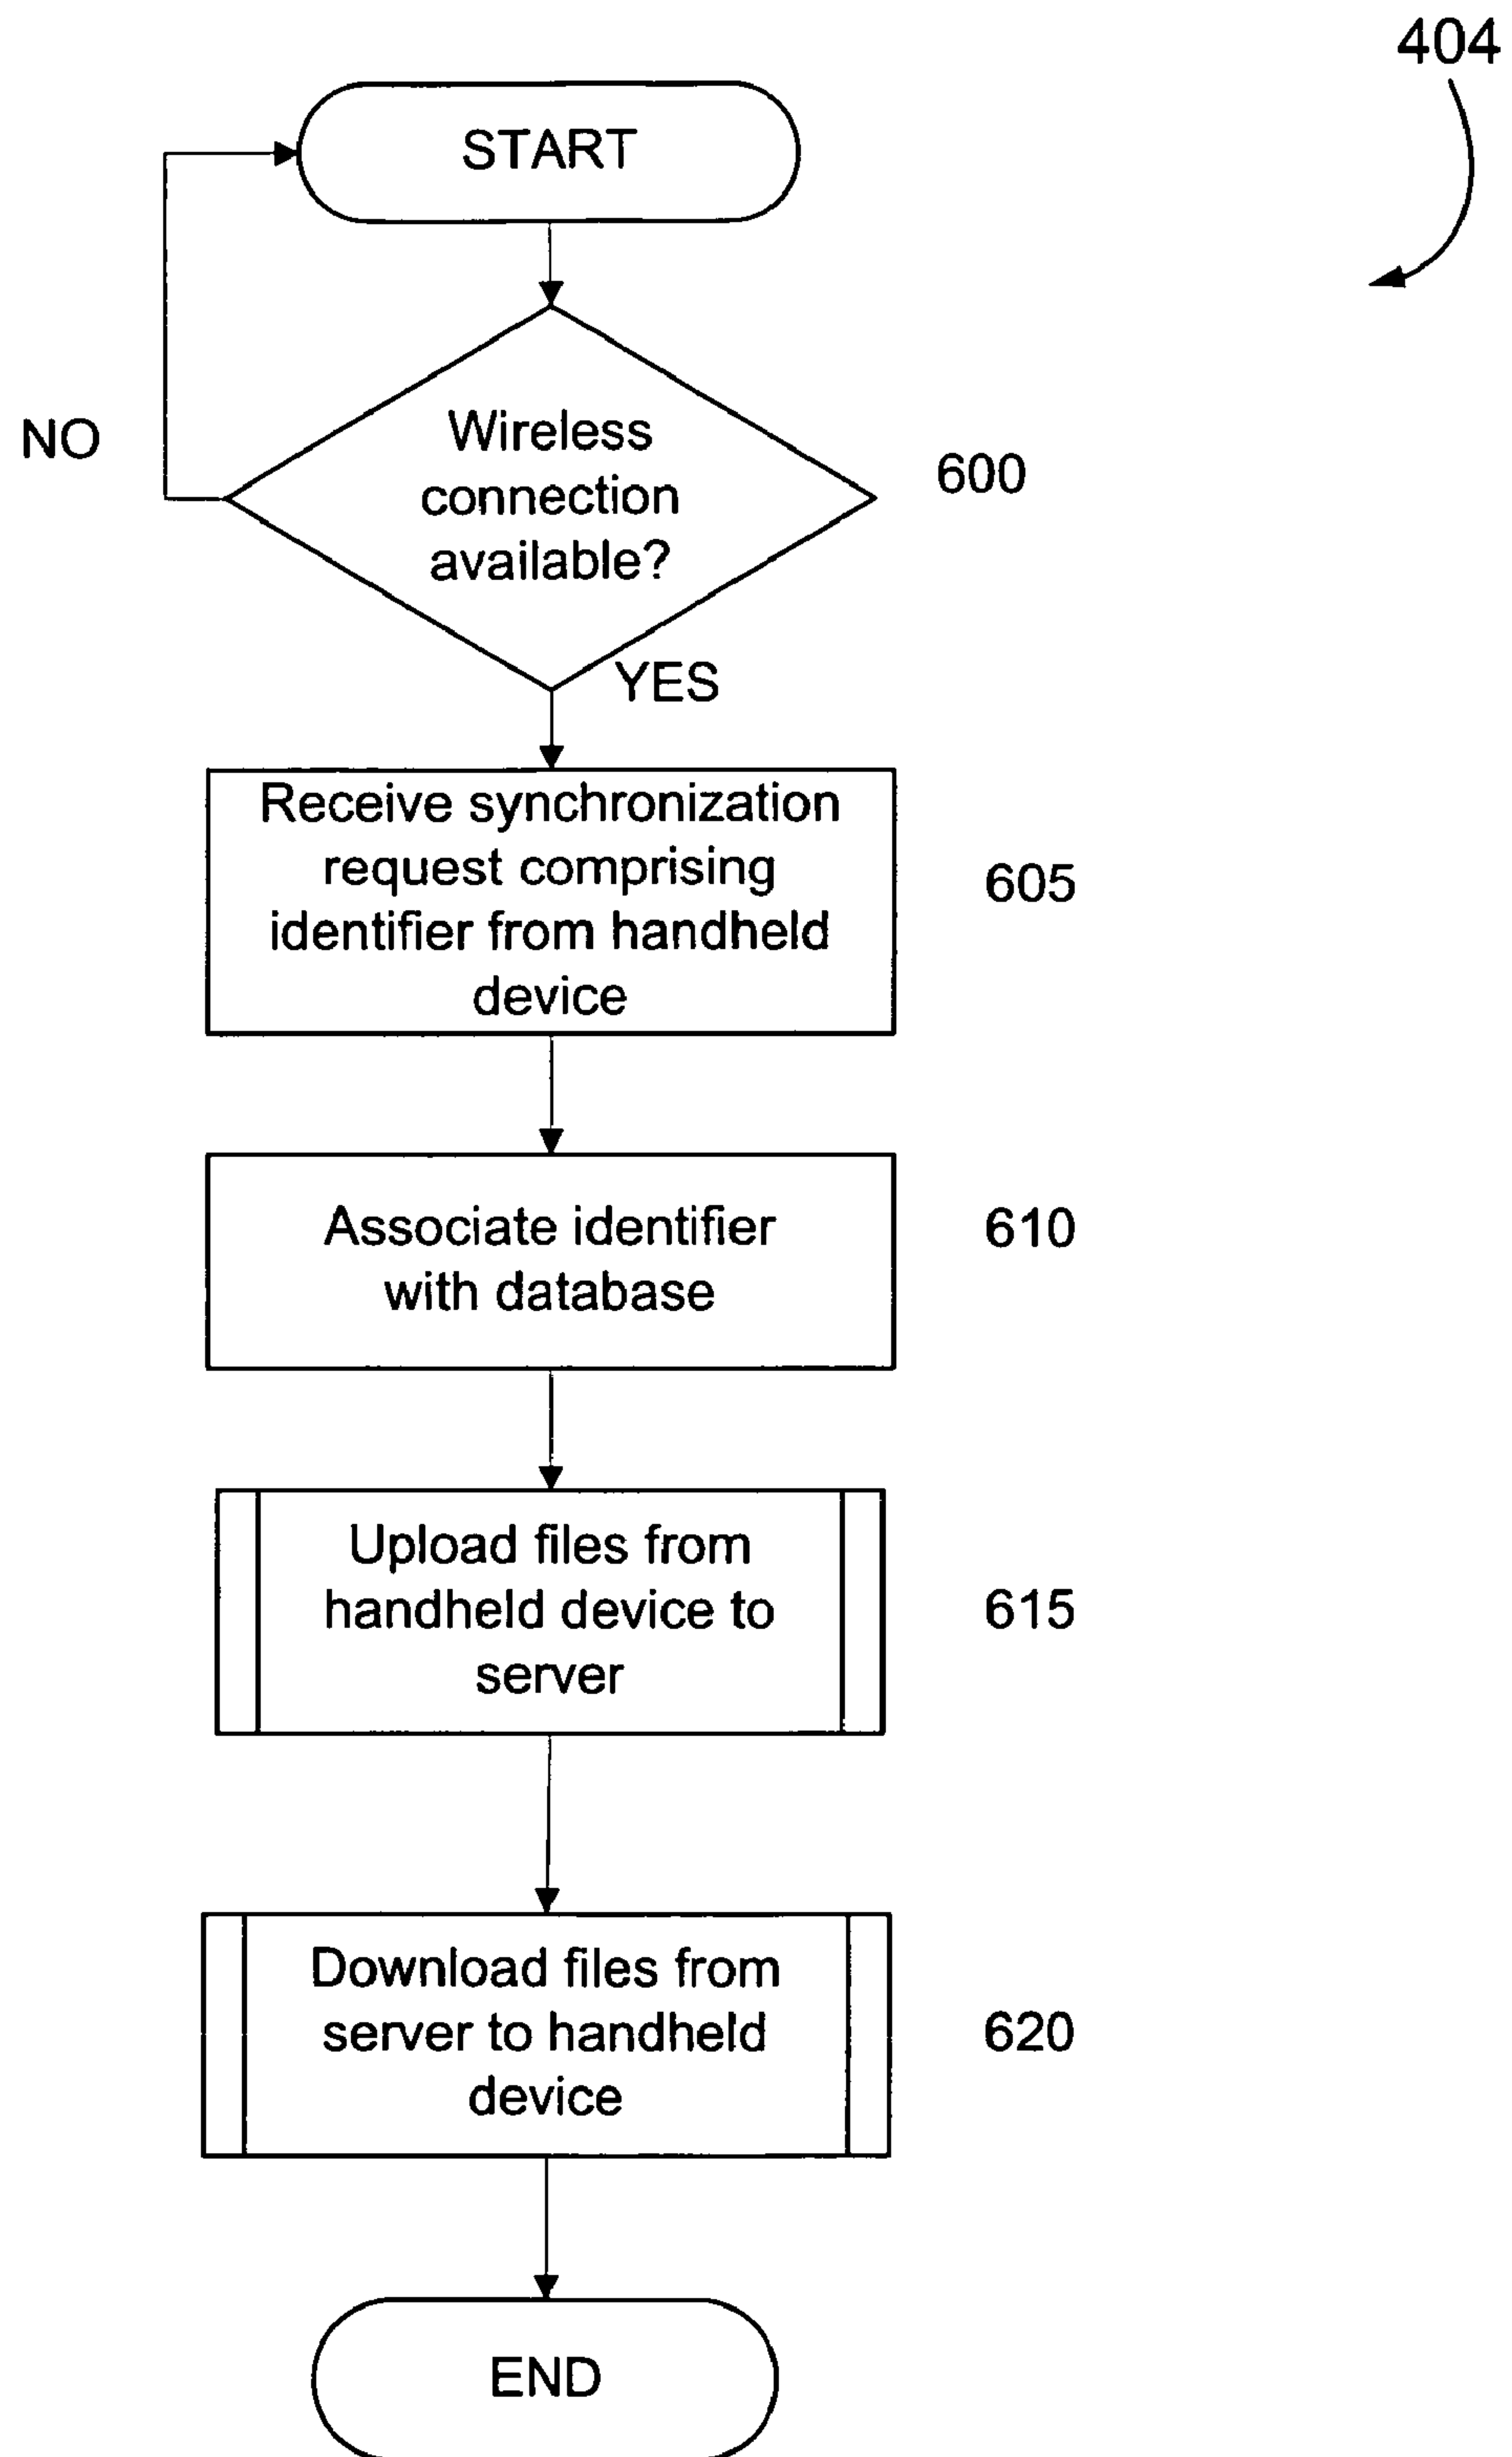 404
START
NO
Wireless
connection
available?
600
YES
Receive synchronization
request comprising
identifier from handheld
device
605
Associate identifier
with database
610
Upload files from
handheld device to
server
615
Download files from
server to handheld
device
620
END